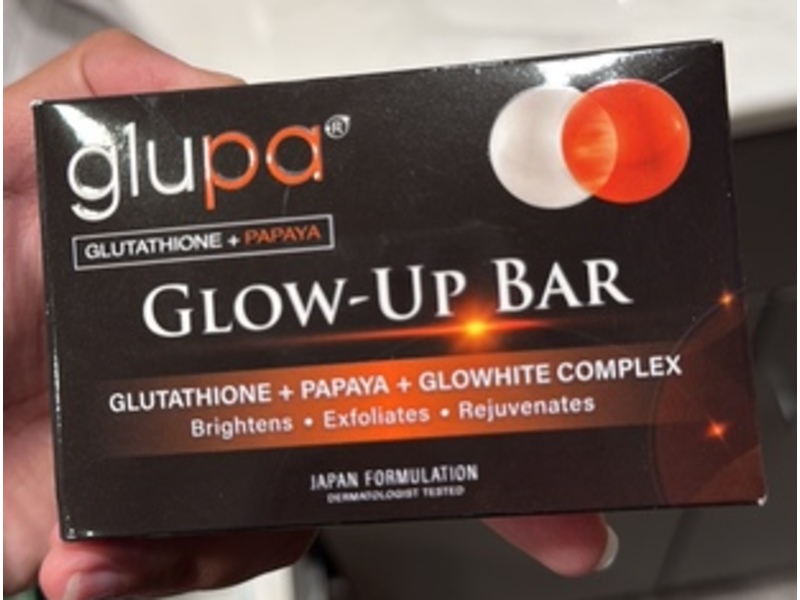 glupa®
GLUTATHIONE + PAPAYA
GLOW-UP BAR
GLUTATHIONE + PAPAYA + GLOWHITE COMPLEX
Brightens • Exfoliates • Rejuvenates
JAPAN FORMULATION
DERMATOLOGIST TESTED